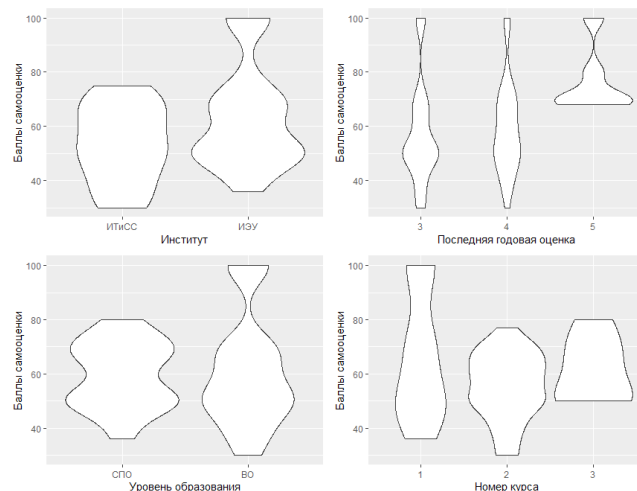 Баллы самооценки
100
80
60
40
ИТиСС
ИЭУ
Институт
Баллы самооценки
100
80
60
40
3
4
5
Последняя годовая оценка
Баллы самооценки
100
80
60
40
СПО
ВО
Уровень образования
Баллы самооценки
100
80
60
40
1
2
3
Номер курса